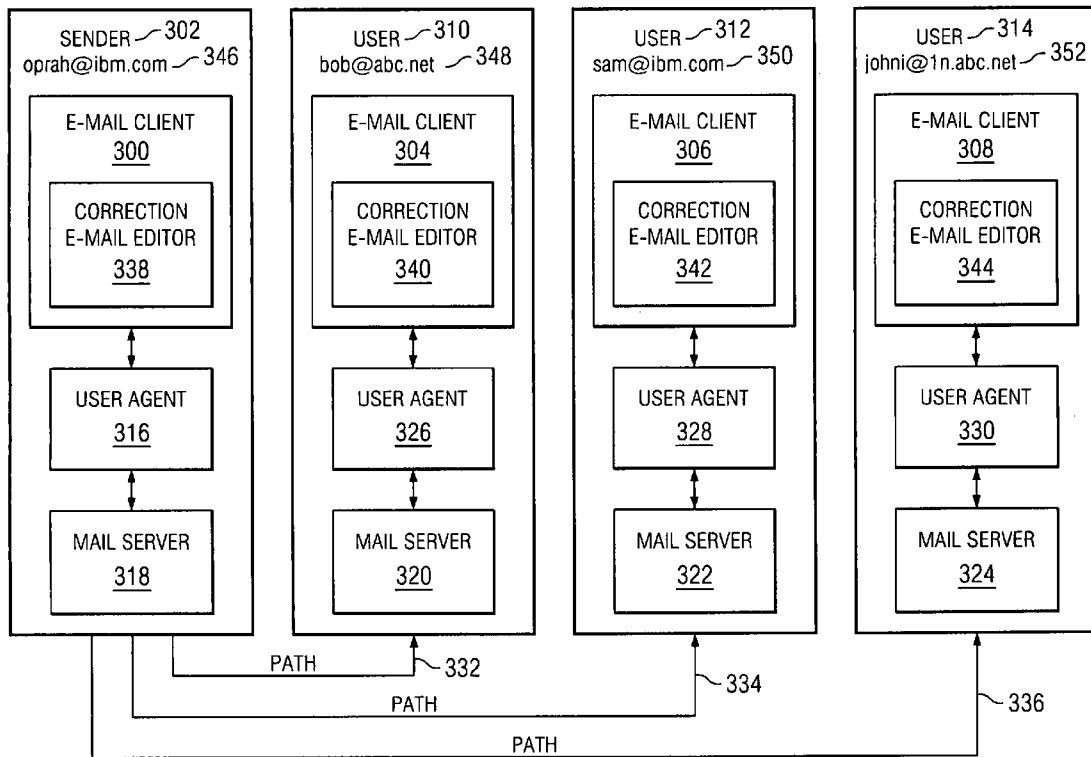 SENDER 302
oprah@ibm.com 346
E-MAIL CLIENT
300
CORRECTION
E-MAIL EDITOR
338
USER AGENT
316
MAIL SERVER
318
USER 310
bob@abc.net 348
E-MAIL CLIENT
304
CORRECTION
E-MAIL EDITOR
340
USER AGENT
326
MAIL SERVER
320
USER 312
sam@ibm.com 350
E-MAIL CLIENT
306
CORRECTION
E-MAIL EDITOR
342
USER AGENT
328
MAIL SERVER
322
USER 314
johni@1n.abc.net 352
E-MAIL CLIENT
308
CORRECTION
E-MAIL EDITOR
344
USER AGENT
330
MAIL SERVER
324
PATH 332
PATH 334
PATH 336